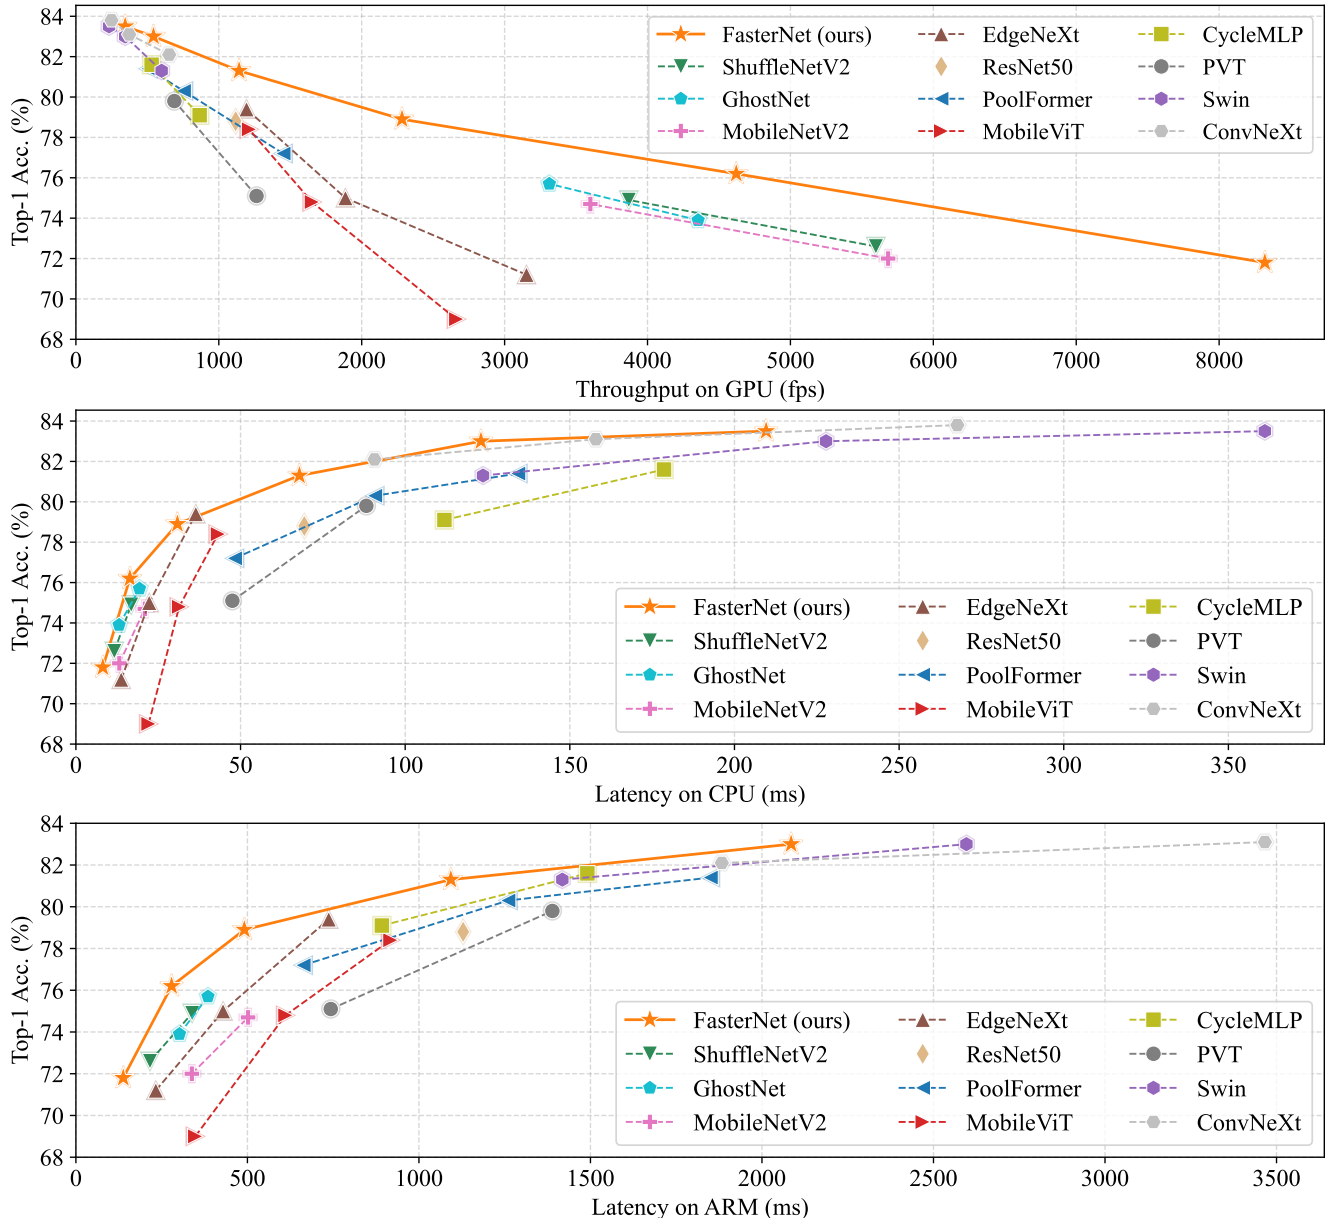 84
82
80
78
76
74
72
70
68
Top-1 Acc. (%)
FasterNet (ours) EdgeNeXt CycleMLP
ShuffleNetV2 ResNet50 PVT
GhostNet PoolFormer Swin
MobileNetV2 MobileViT ConvNeXt
0 1000 2000 3000 4000 5000 6000 7000 8000
Throughput on GPU (fps)
84
82
80
78
76
74
72
70
68
Top-1 Acc. (%)
FasterNet (ours) EdgeNeXt CycleMLP
ShuffleNetV2 ResNet50 PVT
GhostNet PoolFormer Swin
MobileNetV2 MobileViT ConvNeXt
0 50 100 150 200 250 300 350
Latency on CPU (ms)
84
82
80
78
76
74
72
70
68
Top-1 Acc. (%)
FasterNet (ours) EdgeNeXt CycleMLP
ShuffleNetV2 ResNet50 PVT
GhostNet PoolFormer Swin
MobileNetV2 MobileViT ConvNeXt
0 500 1000 1500 2000 2500 3000 3500
Latency on ARM (ms)